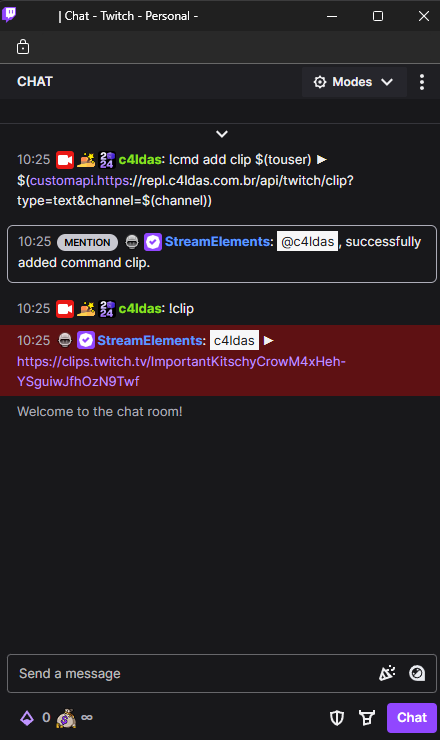 | Chat - Twitch - Personal -
CHAT
Modes
10:25 2024 c4ldas: !cmd add clip $(touser) ►
$(customapi.https://repl.c4ldas.com.br/api/twitch/clip?
type=text&channel=$(channel))
10:25 MENTION StreamElements: @c4ldas, successfully
added command clip.
10:25 2024 c4ldas: !clip
10:25 StreamElements: c4ldas ►
https://clips.twitch.tv/ImportantKitschyCrowM4xHeh-
YSguiwJfhOzN9Twf
Welcome to the chat room!
Send a message
0 ∞
Chat